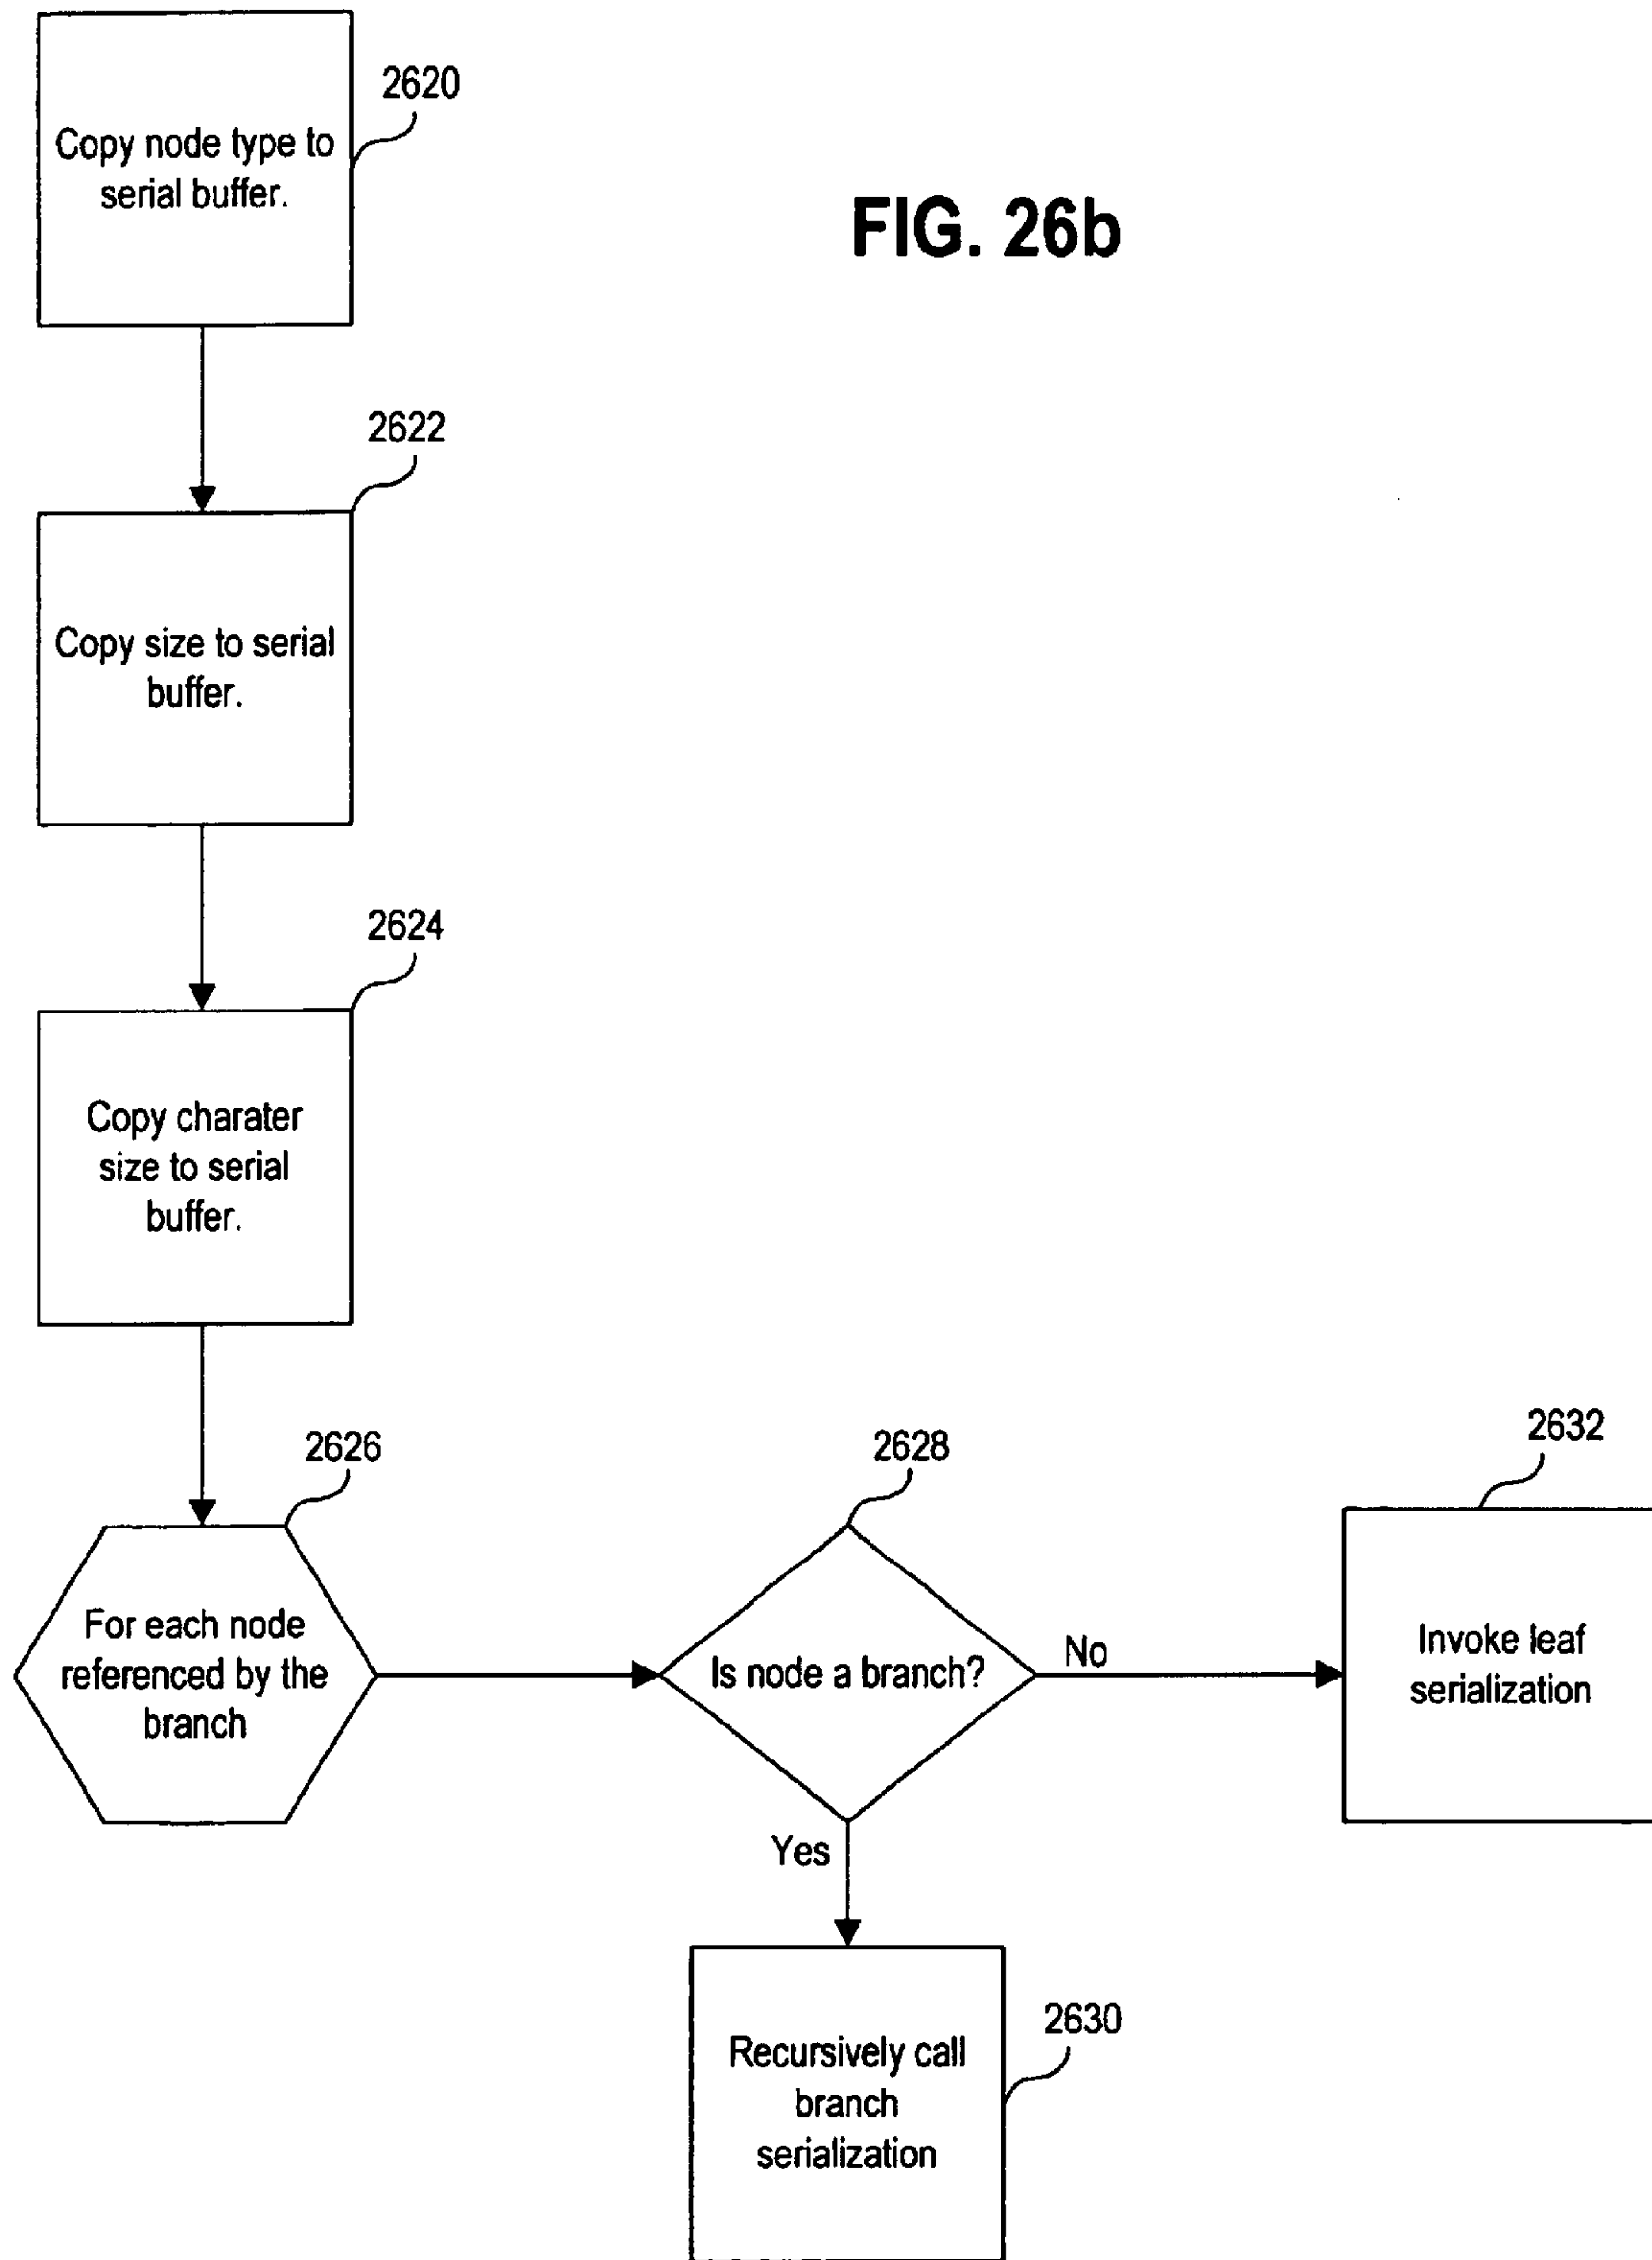 2620
Copy node type to
serial buffer.
FIG. 26b
2622
Copy size to serial
buffer.
2624
Copy charater
size to serial
buffer.
2626
For each node
referenced by the
branch
2628
Is node a branch?
No
2632
Invoke leaf
serialization
Yes
2630
Recursively call
branch
serialization